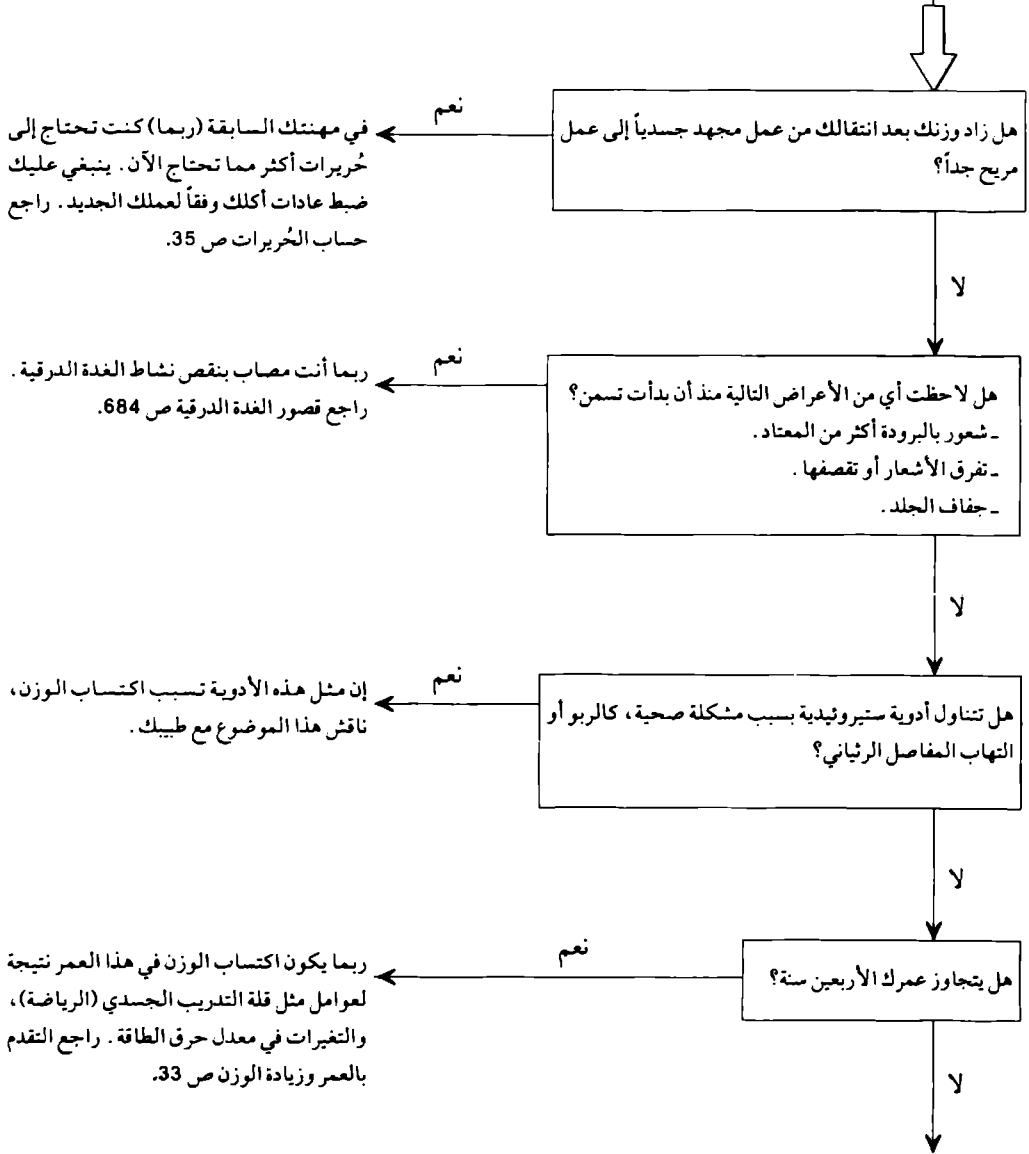 هل زاد وزنك بعد انتقالك من عمل مجهد جسدياً إلى عمل
مريح جداً؟
نعم
في مهنتك السابقة (ربما) كنت تحتاج إلى
حُريرات أكثر مما تحتاج الآن. ينبغي عليك
ضبط عادات أكلك وفقاً لعملك الجديد. راجع
حساب الحُريرات ص 35.
لا
هل لاحظت أي من الأعراض التالية منذ أن بدأت تسمن؟
ـ شعور بالبرودة أكثر من المعتاد.
ـ تفرق الأشعار أو تقصفها.
ـ جفاف الجلد.
نعم
ربما أنت مصاب بنقص نشاط الغدة الدرقية.
راجع قصور الغدة الدرقية ص 684.
لا
هل تتناول أدوية ستيروئيدية بسبب مشكلة صحية، كالربو أو
التهاب المفاصل الرثياني؟
نعم
إن مثل هذه الأدوية تسبب اكتساب الوزن،
ناقش هذا الموضوع مع طبيبك.
لا
هل يتجاوز عمرك الأربعين سنة؟
نعم
ربما يكون اكتساب الوزن في هذا العمر نتيجة
لعوامل مثل قلة التدريب الجسدي (الرياضة)،
والتغيرات في معدل حرق الطاقة. راجع التقدم
بالعمر وزيادة الوزن ص 33.
لا